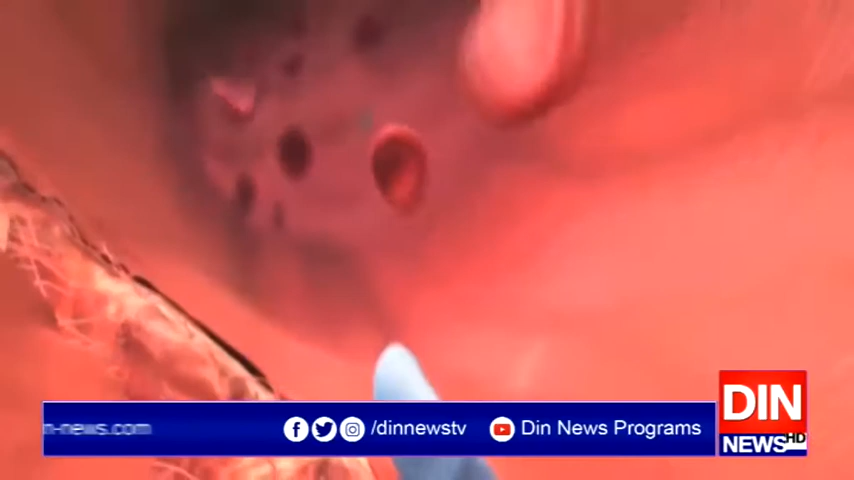 n-news.com
/dinnewstv
Din News Programs
DIN
NEWS HD